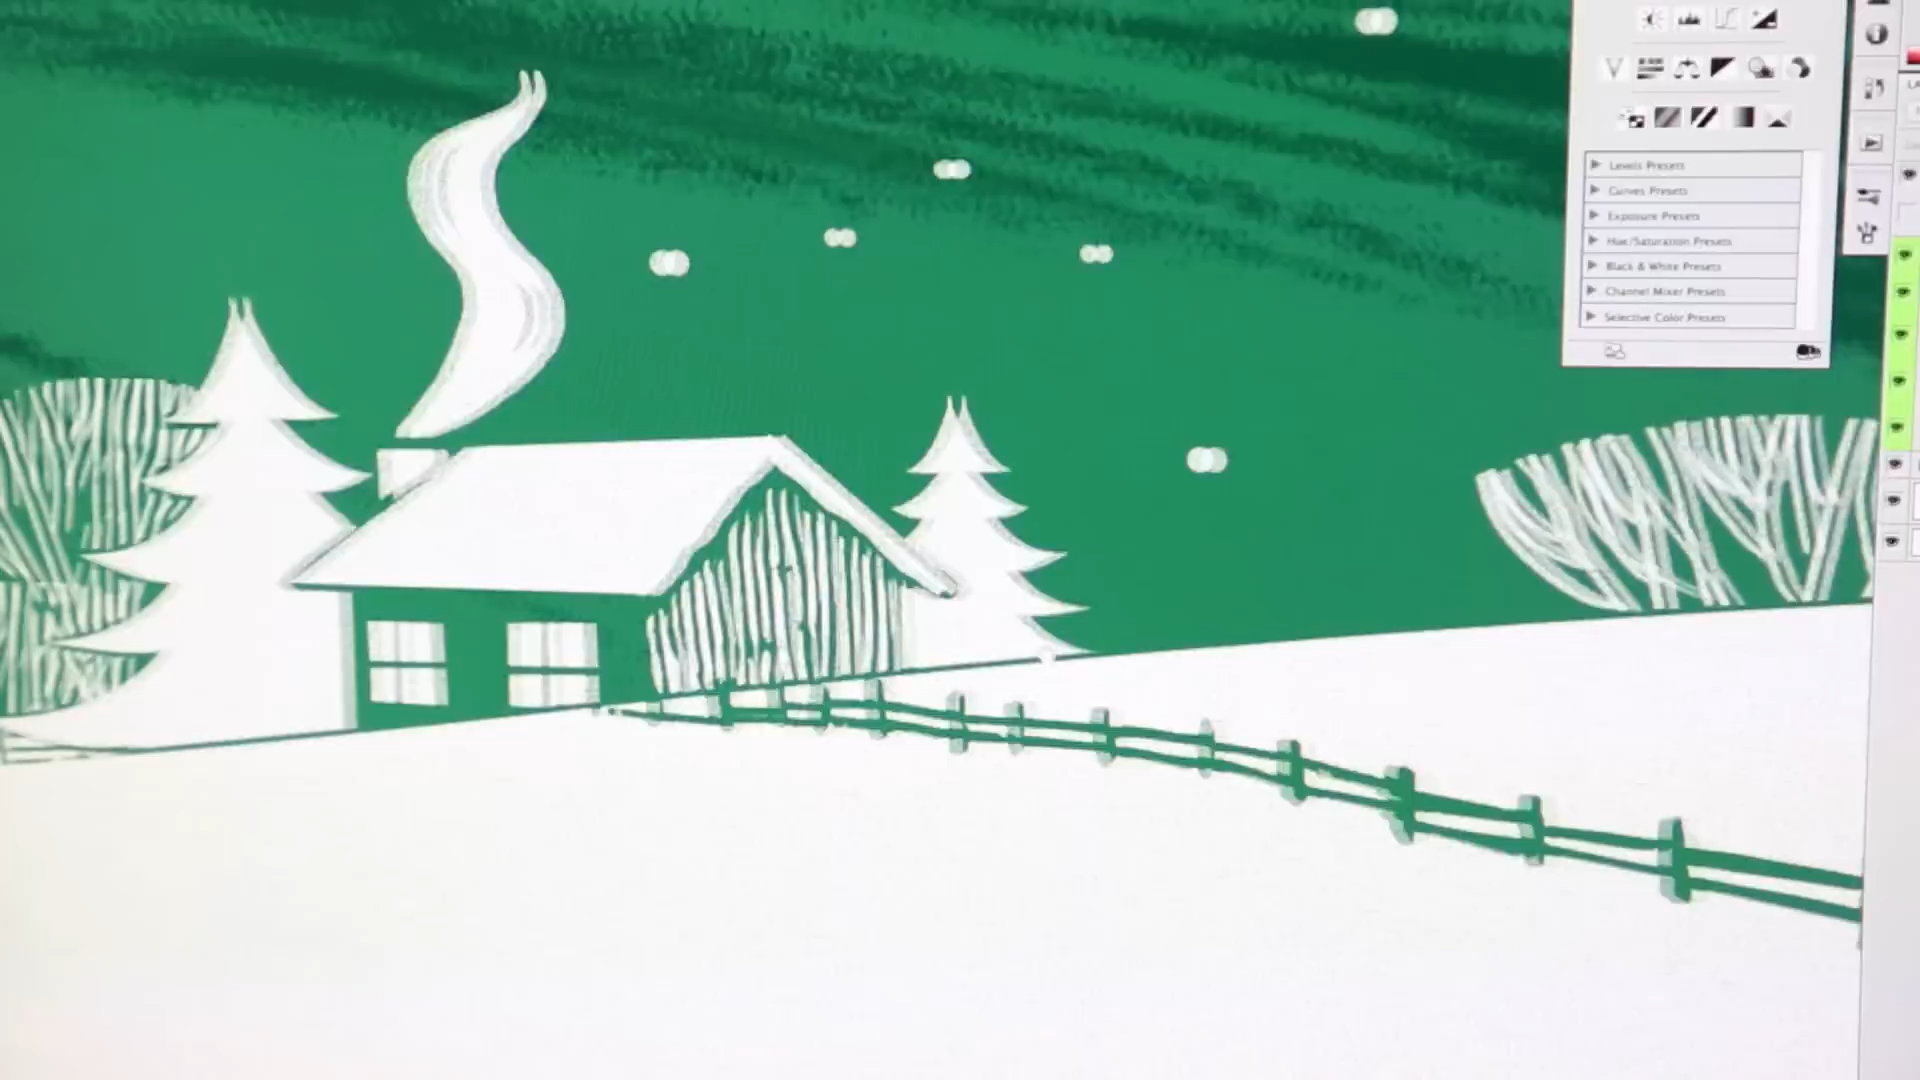 Levels Presets
Curves Presets
Exposure Presets
Hue/Saturation Presets
Black & White Presets
Channel Mixer Presets
Selective Color Presets